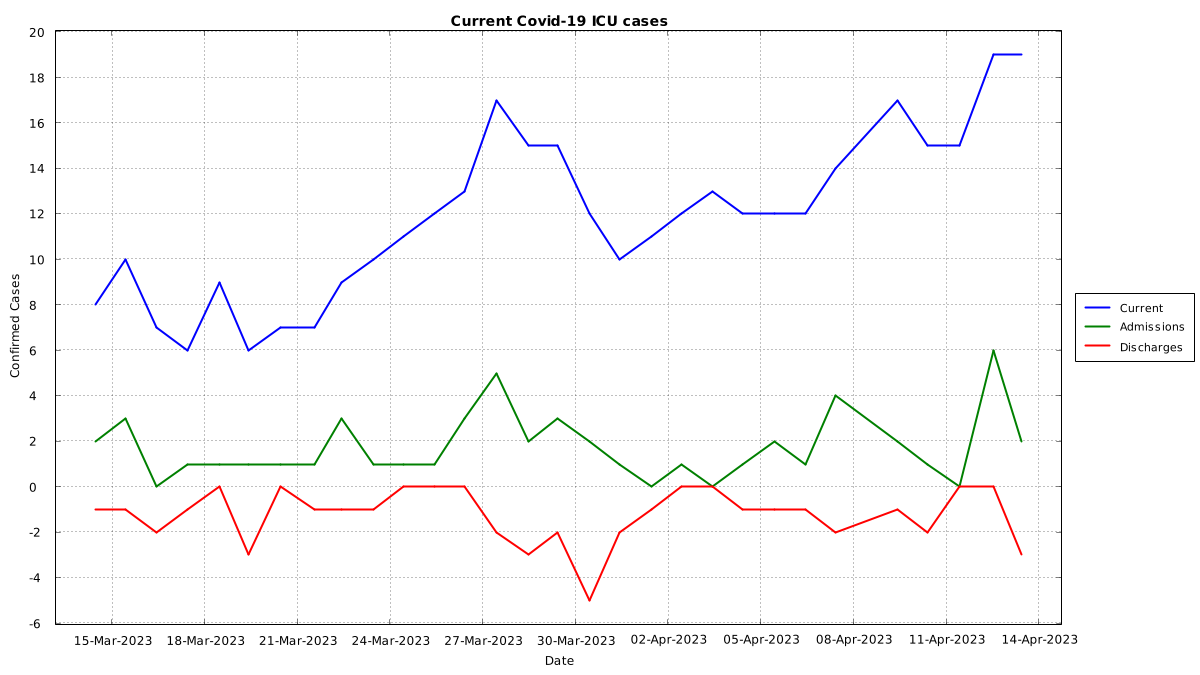 Current Covid-19 ICU cases
20
18
16
14
12
10
8
6
4
2
0
-2
-4
-6
Confirmed Cases
15-Mar-2023 18-Mar-2023 21-Mar-2023 24-Mar-2023 27-Mar-2023 30-Mar-2023 02-Apr-2023 05-Apr-2023 08-Apr-2023 11-Apr-2023 14-Apr-2023
Date
Current
Admissions
Discharges